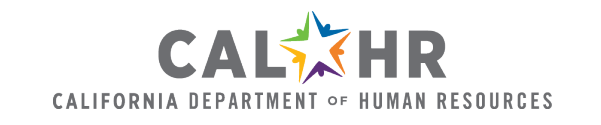 CAL HR
CALIFORNIA DEPARTMENT OF HUMAN RESOURCES